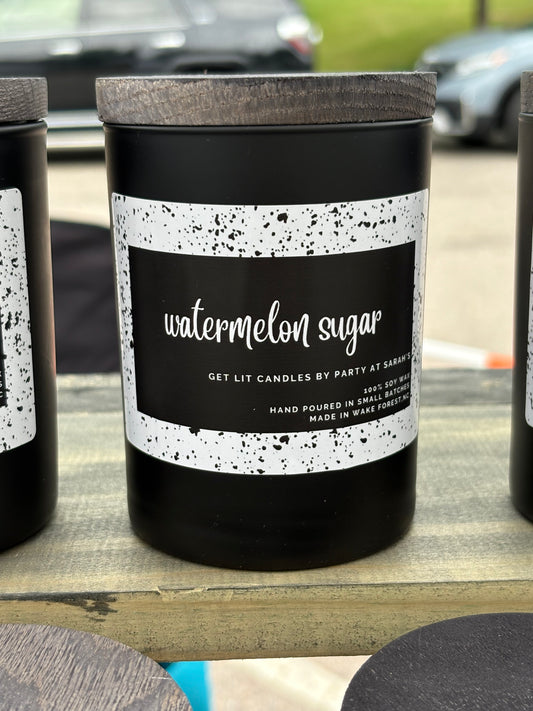 watermelon sugar
GET LIT CANDLES BY PARTY AT SARAH'S
100% SOY WAX
HAND POURED IN SMALL BATCHES
MADE IN WAKE FOREST, NC